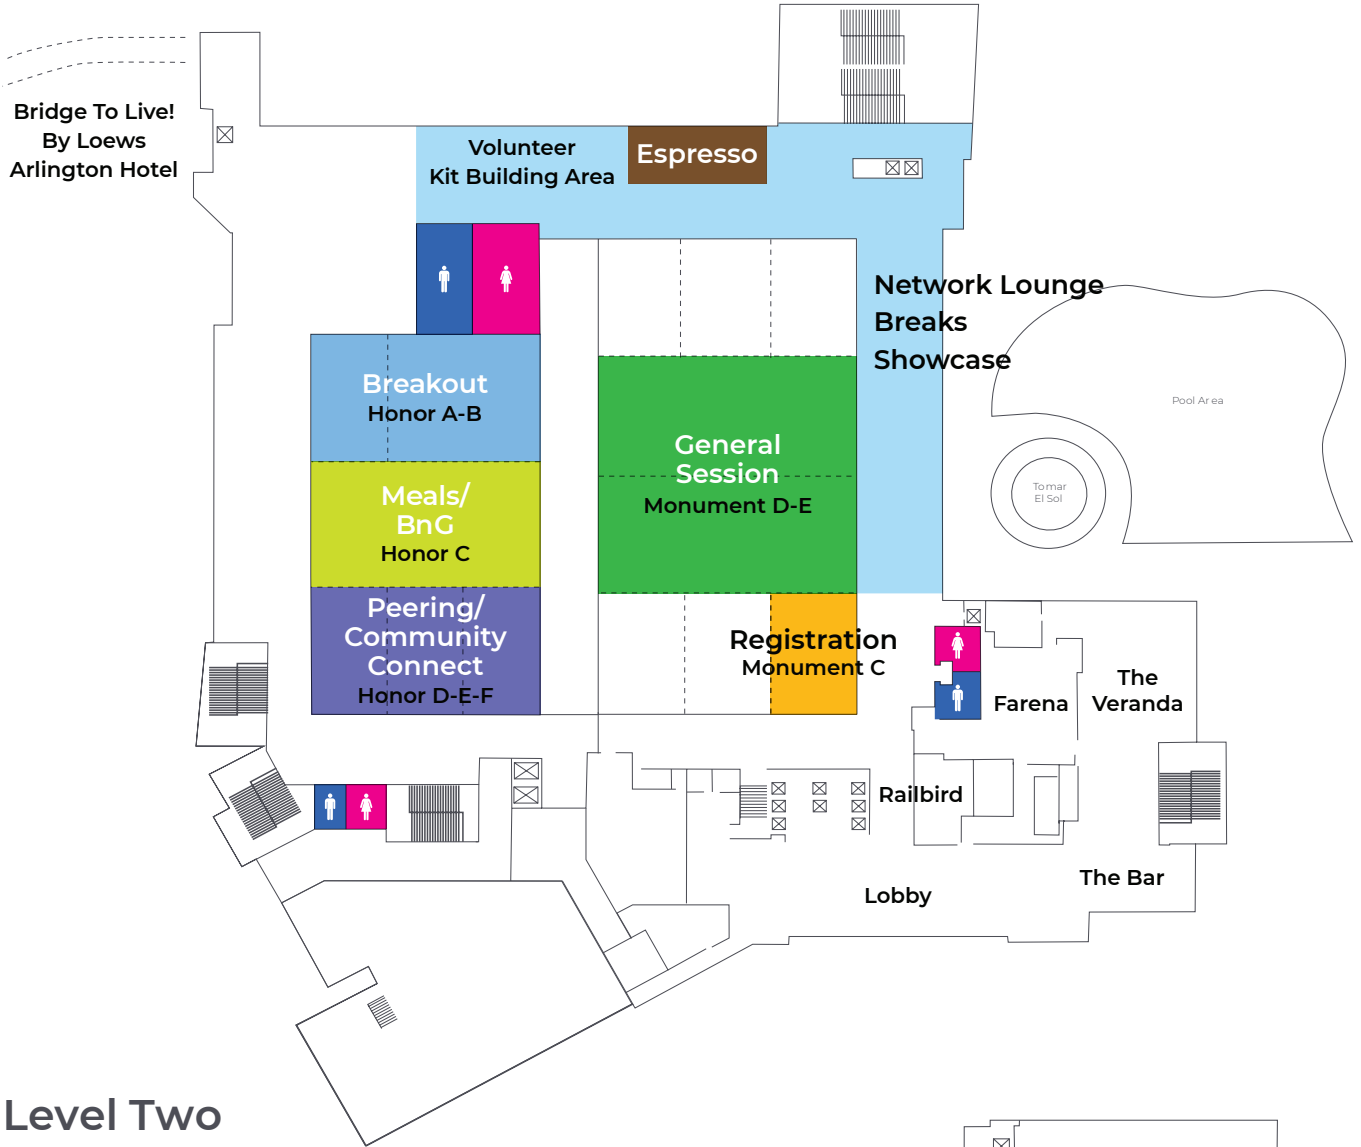 Bridge To Live!
By Loews
Arlington Hotel
Volunteer
Kit Building Area
Espresso
Network Lounge
Breaks
Showcase
Breakout
Honor A-B
Meals/
BnG
Honor C
Peering/
Community
Connect
Honor D-E-F
General
Session
Monument D-E
Registration
Monument C
Pool Area
Tomar
El Sol
Farena
The
Veranda
Railbird
Lobby
The Bar
Level Two